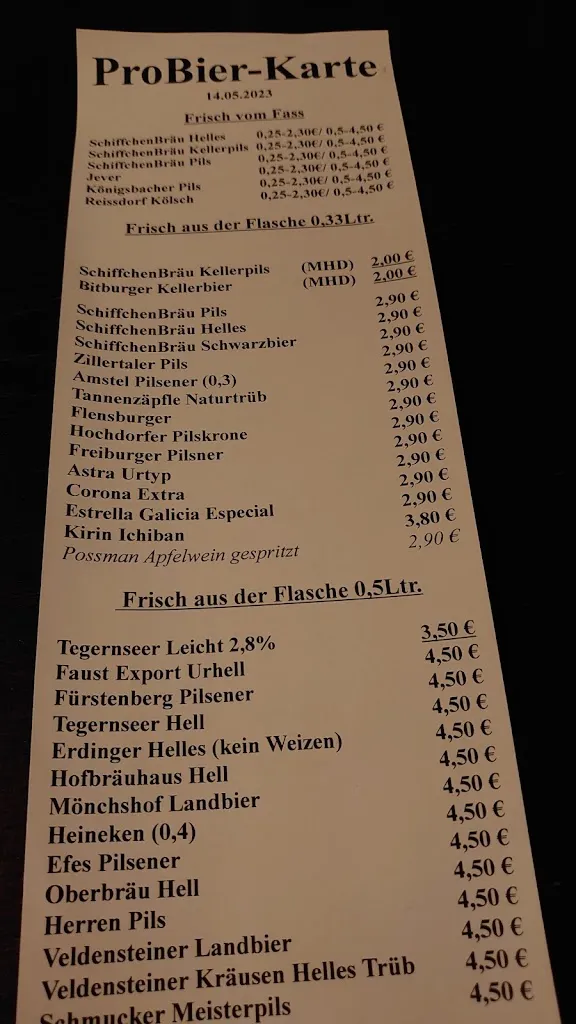 ProBier-Karte
14.05.2023
Frisch vom Fass
SchiffchenBräu Helles 0,25-2,30€/ 0,5-4,50 €
SchiffchenBräu Kellerpils 0,25-2,30€/ 0,5-4,50 €
SchiffchenBräu Pils 0,25-2,30€/ 0,5-4,50 €
Jever 0,25-2,30€/ 0,5-4,50 €
Königsbacher Pils 0,25-2,30€/ 0,5-4,50 €
Reissdorf Kölsch 0,25-2,30€/ 0,5-4,50 €
Frisch aus der Flasche 0,33Ltr.
SchiffchenBräu Kellerpils (MHD) 2,00 €
Bitburger Kellerbier (MHD) 2,00 €
SchiffchenBräu Pils 2,90 €
SchiffchenBräu Helles 2,90 €
SchiffchenBräu Schwarzbier 2,90 €
Zillertaler Pils 2,90 €
Amstel Pilsener (0,3) 2,90 €
Tannenzäpfle Naturtrüb 2,90 €
Flensburger 2,90 €
Hochdorfer Pilskrone 2,90 €
Freiburger Pilsner 2,90 €
Astra Urtyp 2,90 €
Corona Extra 2,90 €
Estrella Galicia Especial 2,90 €
Kirin Ichiban 3,80 €
Possman Apfelwein gespritzt 2,90 €
Frisch aus der Flasche 0,5Ltr.
Tegernseer Leicht 2,8% 3,50 €
Faust Export Urhell 4,50 €
Fürstenberg Pilsener 4,50 €
Tegernseer Hell 4,50 €
Erdinger Helles (kein Weizen) 4,50 €
Hofbräuhaus Hell 4,50 €
Mönchshof Landbier 4,50 €
Heineken (0,4) 4,50 €
Efes Pilsener 4,50 €
Oberbräu Hell 4,50 €
Herren Pils 4,50 €
Veldensteiner Landbier 4,50 €
Veldensteiner Kräusen Helles Trüb 4,50 €
Schmucker Meisterpils 4,50 €